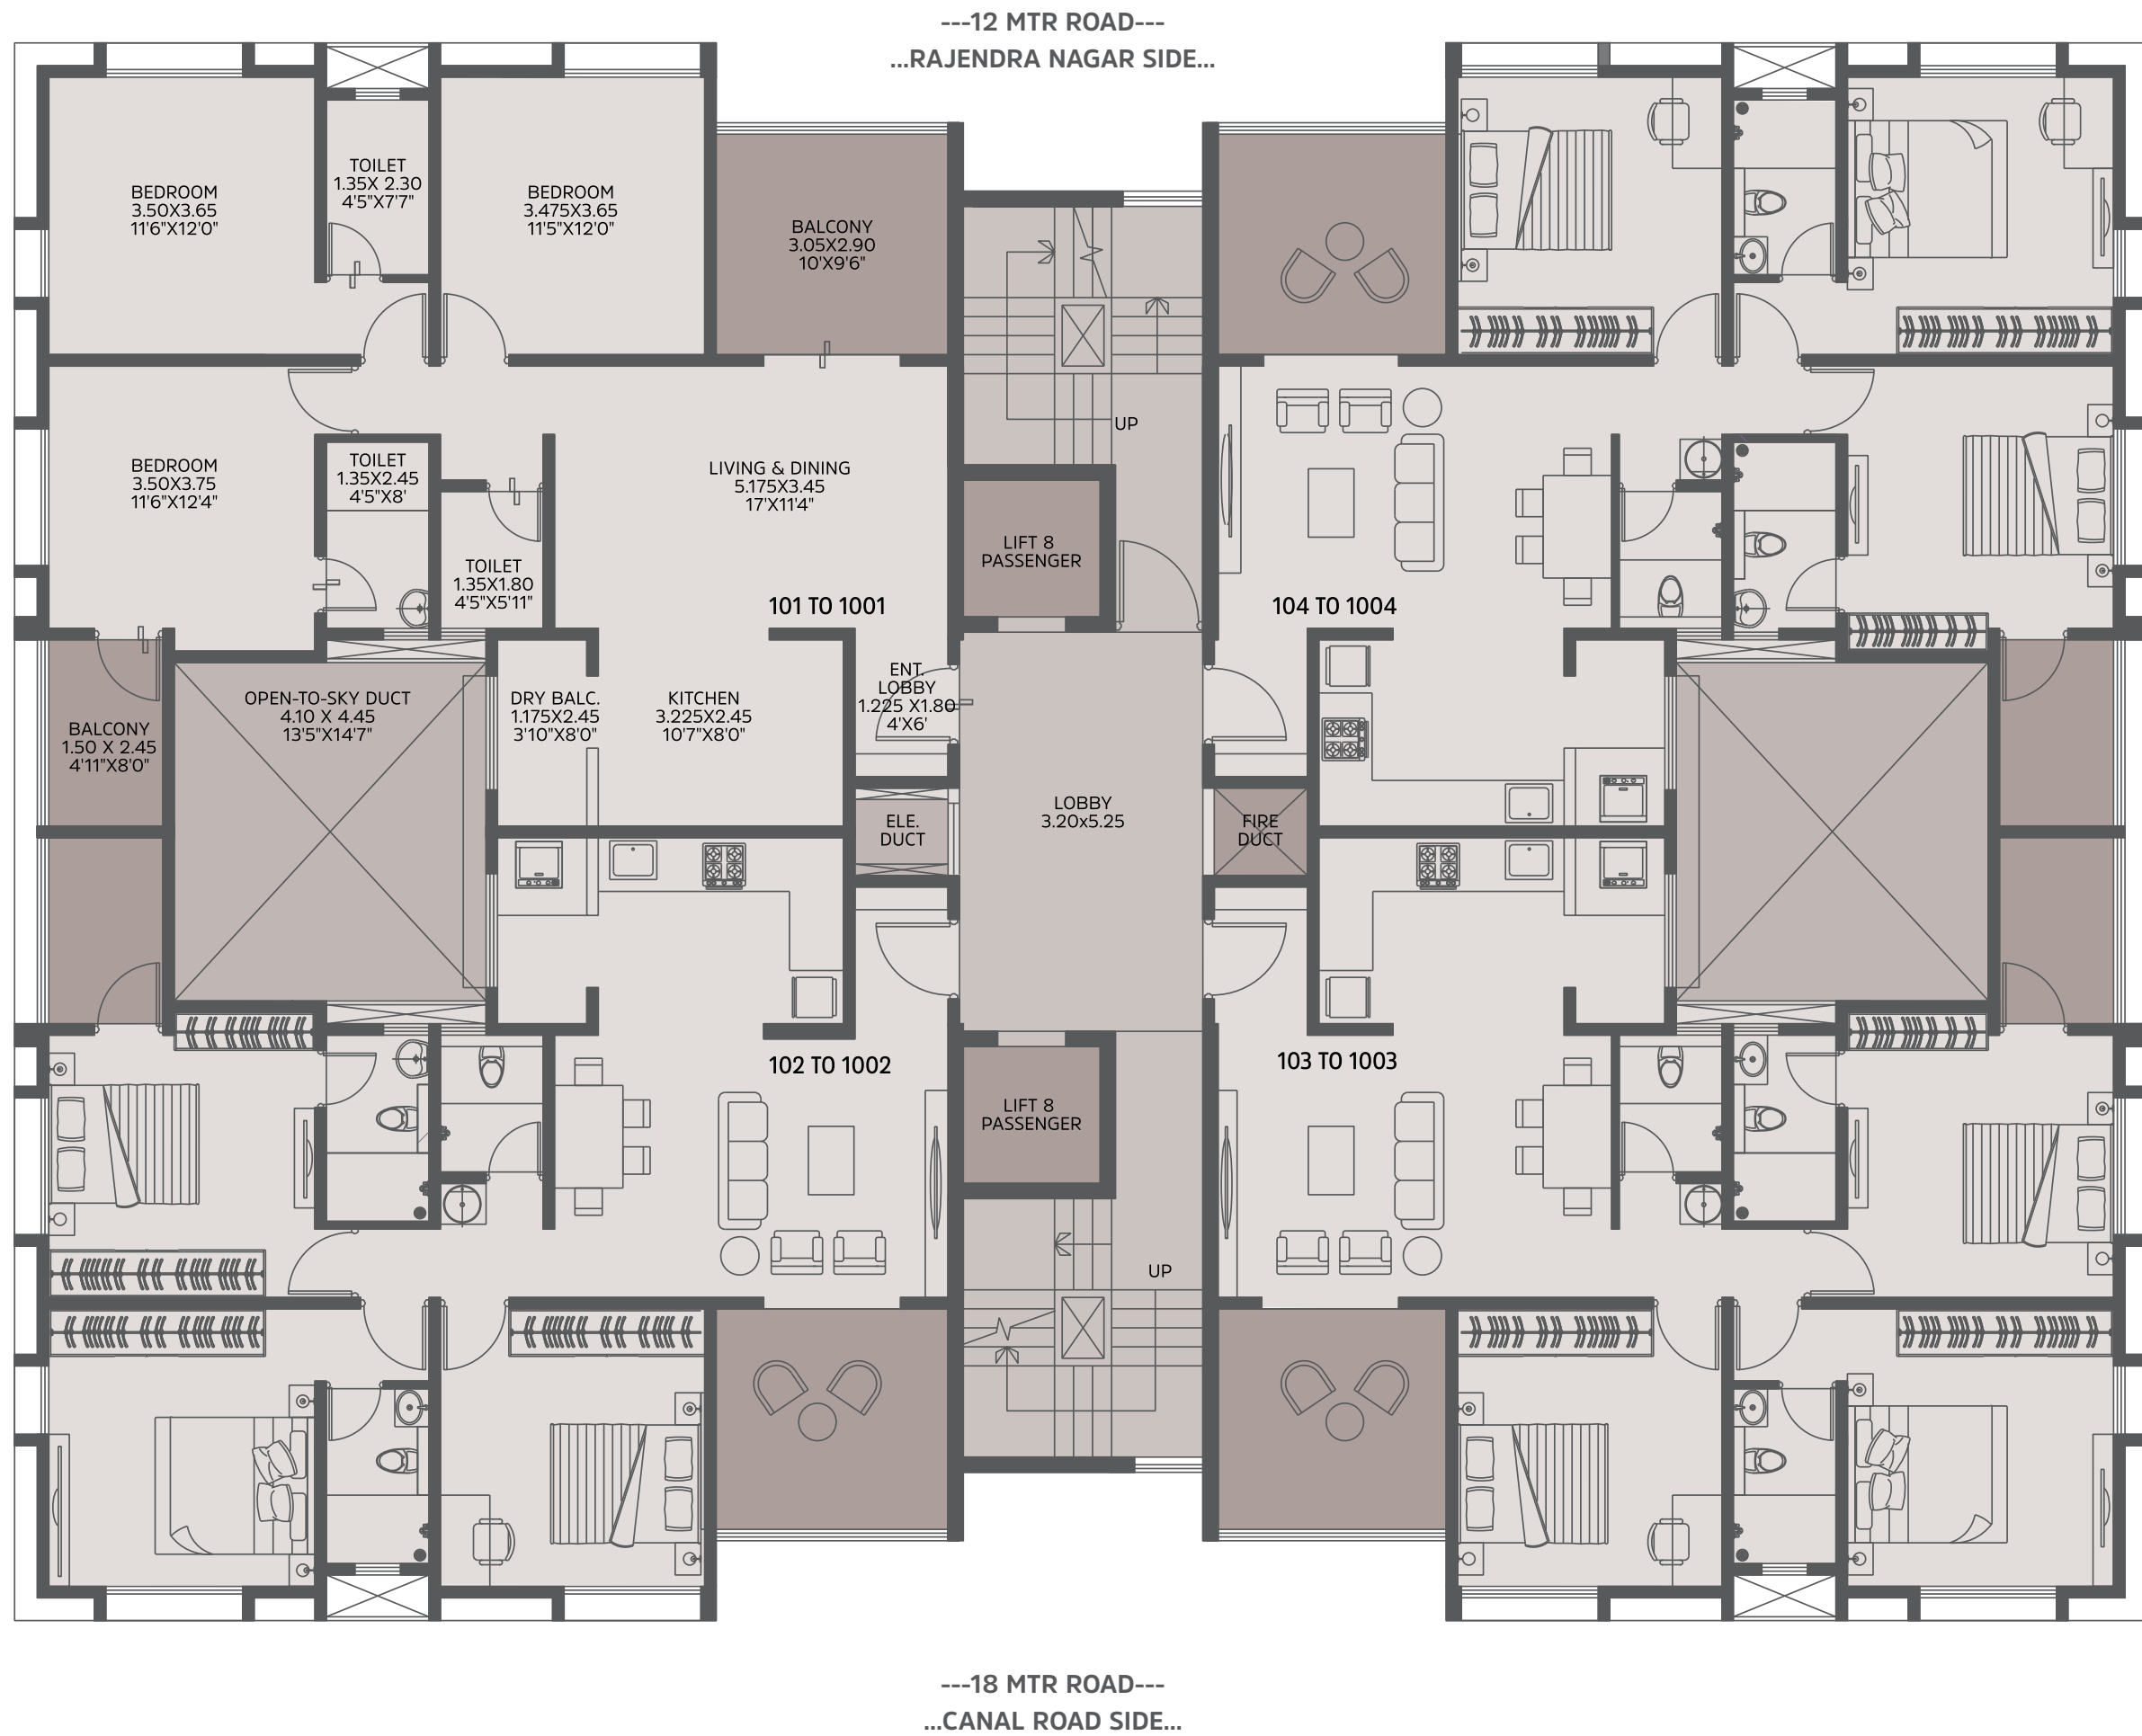 ---12 MTR ROAD---
...RAJENDRA NAGAR SIDE...
BEDROOM
3.50X3.65
11'6"X12'0"
TOILET
1.35X 2.30
4'5"X7'7"
BEDROOM
3.475X3.65
11'5"X12'0"
BALCONY
3.05X2.90
10'X9'6"
UP
BEDROOM
3.50X3.75
11'6"X12'4"
TOILET
1.35X2.45
4'5"X8'
TOILET
1.35X1.80
4'5"X5'11"
LIVING & DINING
5.175X3.45
17'X11'4"
LIFT 8
PASSENGER
101 TO 1001
104 TO 1004
BALCONY
1.50 X 2.45
4'11"X8'0"
OPEN-TO-SKY DUCT
4.10 X 4.45
13'5"X14'7"
DRY BALC.
1.175X2.45
3'10"X8'0"
KITCHEN
3.225X2.45
10'7"X8'0"
ENT.
LOBBY
1.225 X1.80
4'X6'
ELE.
DUCT
LOBBY
3.20x5.25
FIRE
DUCT
102 TO 1002
103 TO 1003
LIFT 8
PASSENGER
UP
---18 MTR ROAD---
...CANAL ROAD SIDE...